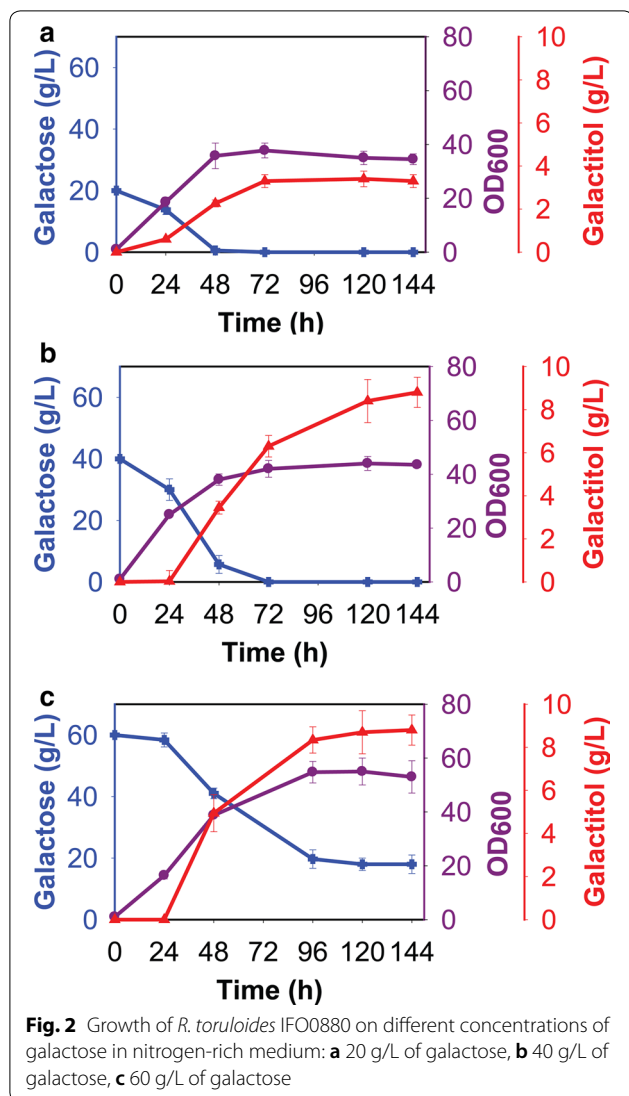 a
Galactose (g/L)
60
40
20
0
80
60
40
20
0
OD600
10
8
6
4
2
0
Galactitol (g/L)
0 24 48 72 96 120 144
Time (h)
b
Galactose (g/L)
60
40
20
0
80
60
40
20
0
OD600
10
8
6
4
2
0
Galactitol (g/L)
0 24 48 72 96 120 144
Time (h)
c
Galactose (g/L)
60
40
20
0
80
60
40
20
0
OD600
10
8
6
4
2
0
Galactitol (g/L)
0 24 48 72 96 120 144
Time (h)
Fig. 2 Growth of R. toruloides IFO0880 on different concentrations of
galactose in nitrogen-rich medium: a 20 g/L of galactose, b 40 g/L of
galactose, c 60 g/L of galactose